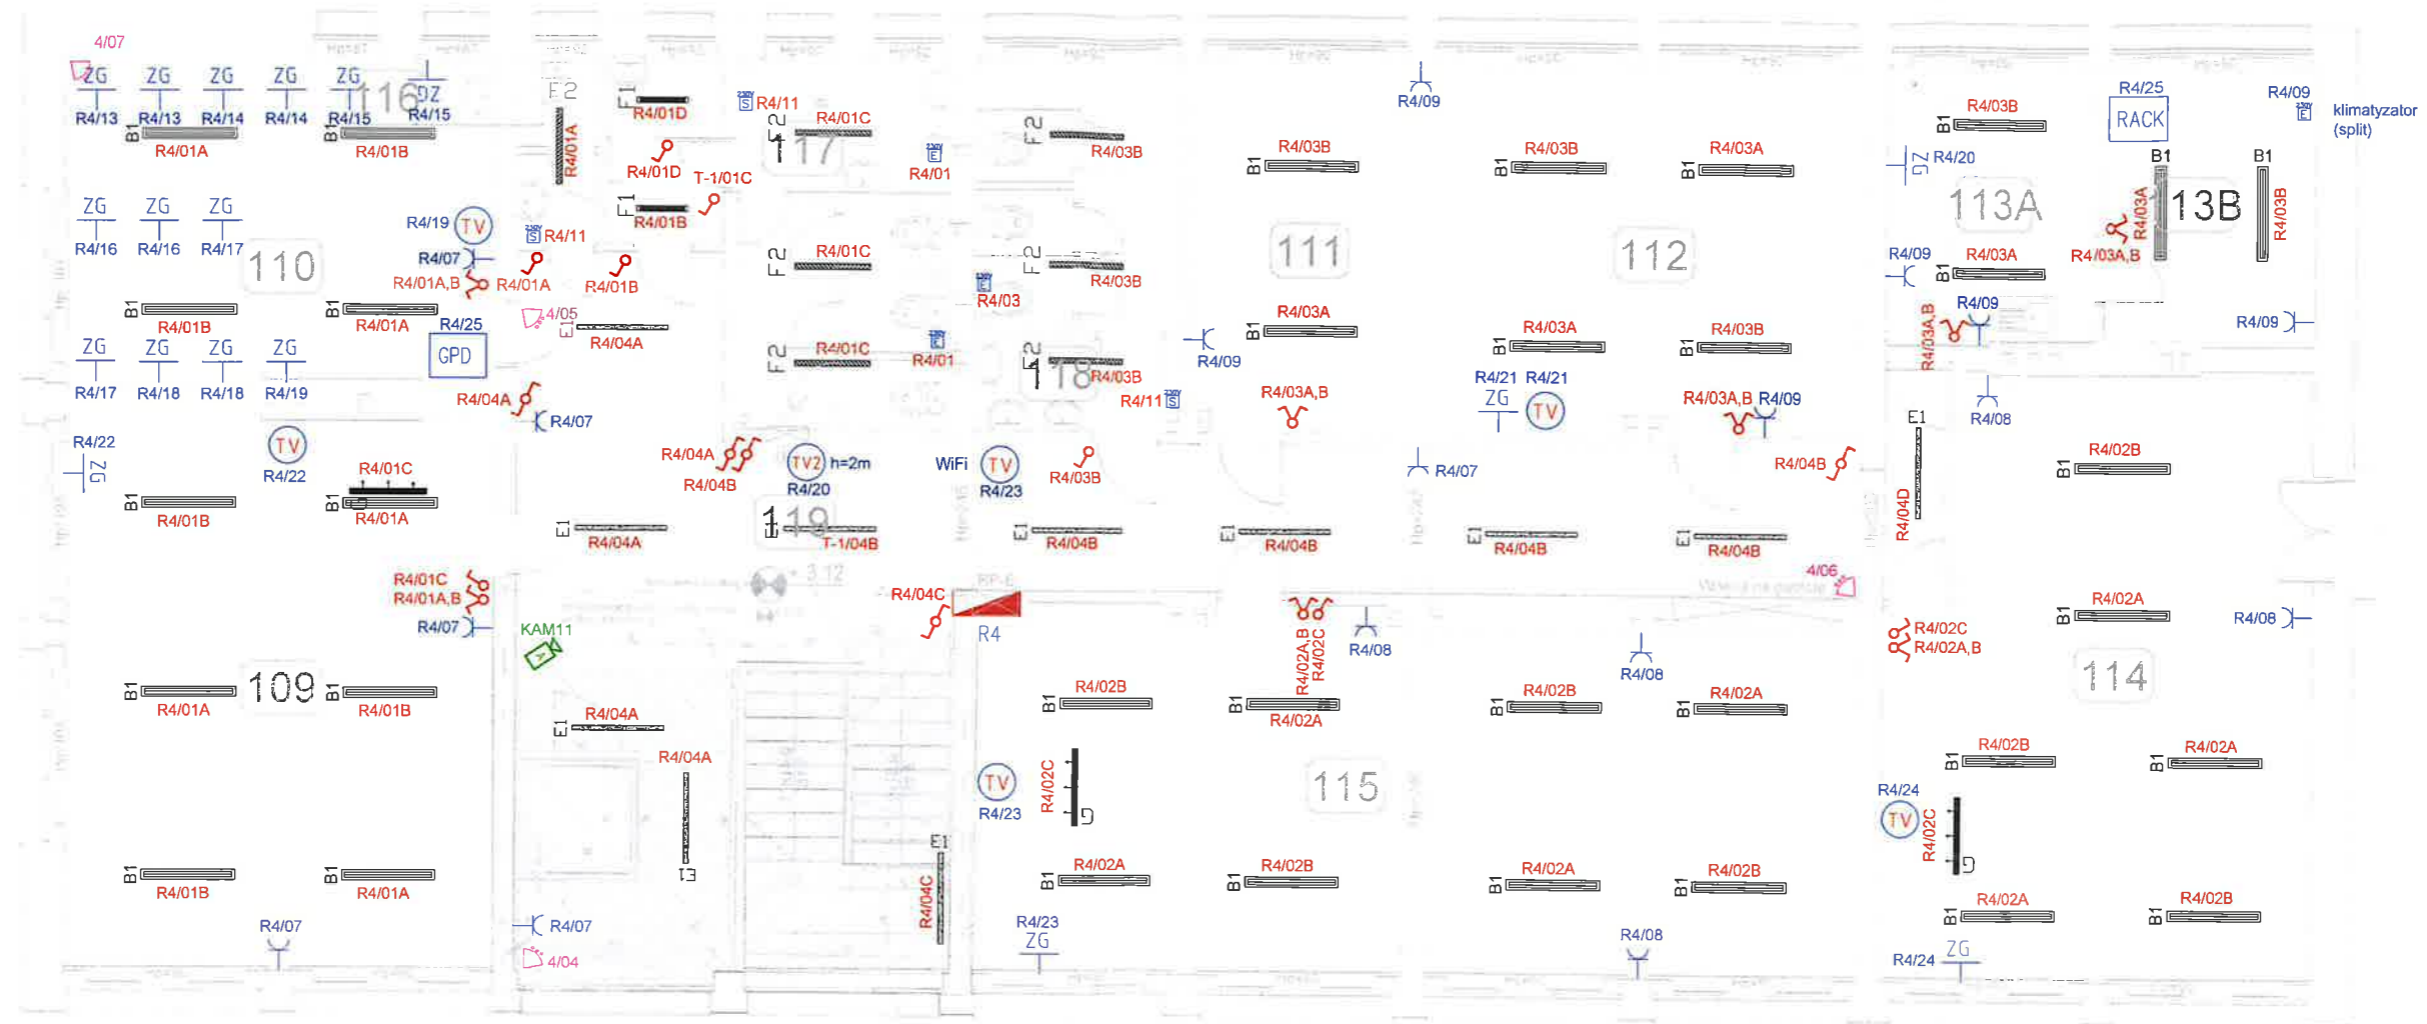 4/07
ZG ZG ZG ZG ZG
116
ZG
R4/13 R4/13 R4/14 R4/14 R4/15 R4/15
B1 R4/01A
B1 R4/01B
E2 R4/01A
F1 R4/01D
R4/01D
T-1/01C
F1 R4/01B
S R4/11
F2 R4/01C
117
E R4/01
F2 R4/03B
B1 R4/03B
R4/09
B1 R4/03B
B1 R4/03A
B1 R4/03B
R4/25
RACK
R4/09
E
klimatyzator
(split)
ZG R4/20
113A
B1 R4/03A
13B
B1 R4/03B
R4/03A,B
ZG ZG ZG
R4/16 R4/16 R4/17
110
R4/19 TV
R4/07
R4/01A,B
S R4/11
R4/01A
R4/01B
F2 R4/01C
E R4/03
F2 R4/03B
111
112
R4/09
B1 R4/03A
R4/09
R4/03A,B
R4/09
B1 R4/01B
B1 R4/01A
4/05
E1 R4/04A
R4/25
GPD
F2 R4/01C
E R4/01
F2 R4/03B
118
R4/09
B1 R4/03A
B1 R4/03A
B1 R4/03B
ZG ZG ZG ZG
R4/17 R4/18 R4/18 R4/19
R4/04A
R4/07
R4/11 S
R4/03A,B
R4/21 R4/21
ZG TV
R4/03A,B R4/09
R4/08
R4/22
ZG
TV
R4/22
R4/01C
G
B1 R4/01B
B1 R4/01A
R4/04A
R4/04B
TV2 h=2m
R4/20
WiFi TV
R4/23
R4/03B
R4/07
R4/04B
E1
R4/04D
B1 R4/02B
E1 R4/04A
119
E1 T-1/04B
E1 R4/04B
E1 R4/04B
E1 R4/04B
E1 R4/04B
R4/01C
R4/01A,B
R4/07
3.12
RP-6
R4/04C
R4
4/06
B1 R4/02A
R4/08
R4/02C
R4/02A,B
KAM11
A
R4/02A,B
R4/02C
R4/08
R4/08
114
B1 R4/01A
109
B1 R4/01B
E1 R4/04A
R4/04A
E1
B1 R4/02B
B1 R4/02A
B1 R4/02B
B1 R4/02A
B1 R4/02B
B1 R4/02A
TV
R4/23
R4/02C
G
115
R4/24
TV
R4/02C
G
B1 R4/01B
B1 R4/01A
E1
R4/04C
B1 R4/02A
B1 R4/02B
B1 R4/02A
B1 R4/02B
B1 R4/02A
B1 R4/02B
R4/07
R4/07
4/04
R4/23
ZG
R4/08
R4/24 ZG